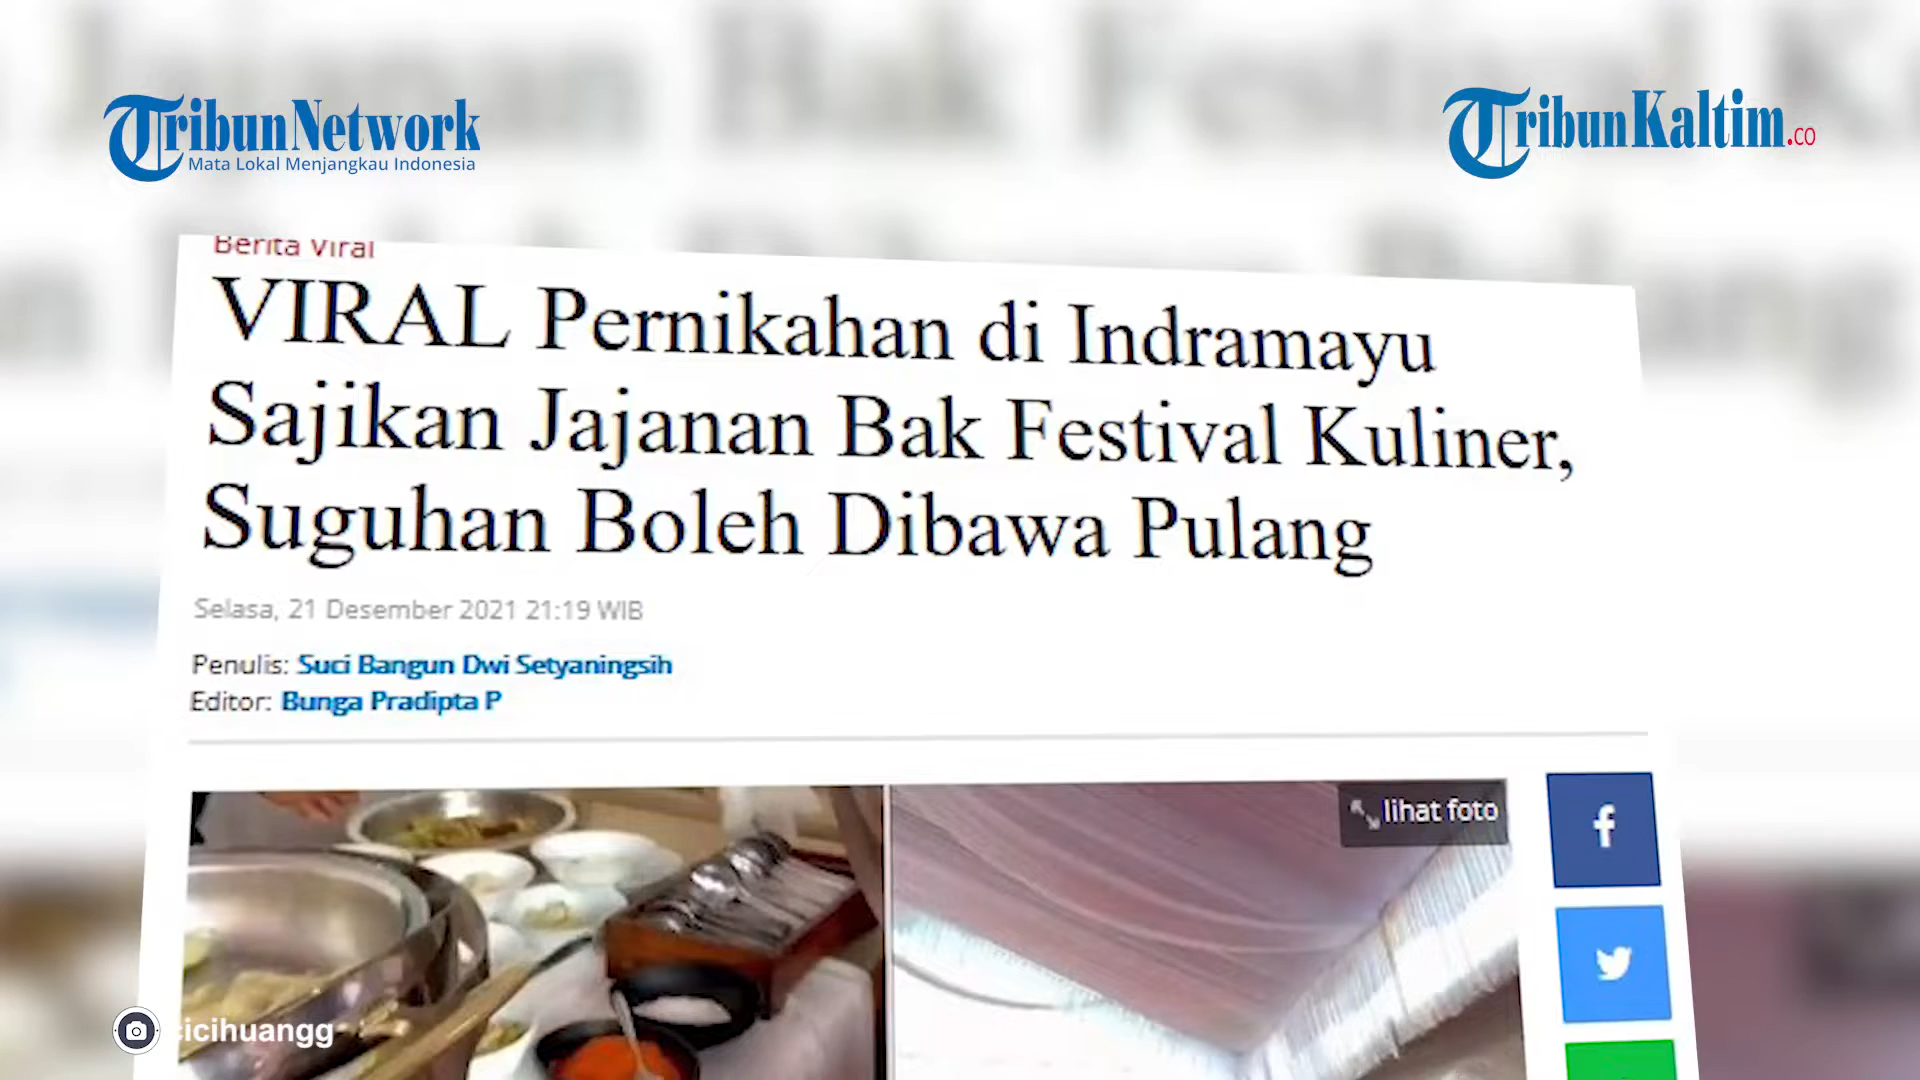 TribunNetwork
Mata Lokal Menjangkau Indonesia
TribunKaltim.co
Berita Viral
VIRAL Pernikahan di Indramayu
Sajikan Jajanan Bak Festival Kuliner,
Suguhan Boleh Dibawa Pulang
Selasa, 21 Desember 2021 21:19 WIB
Penulis: Suci Bangun Dwi Setyaningsih
Editor: Bunga Pradipta P
lihat foto
cicihuangg